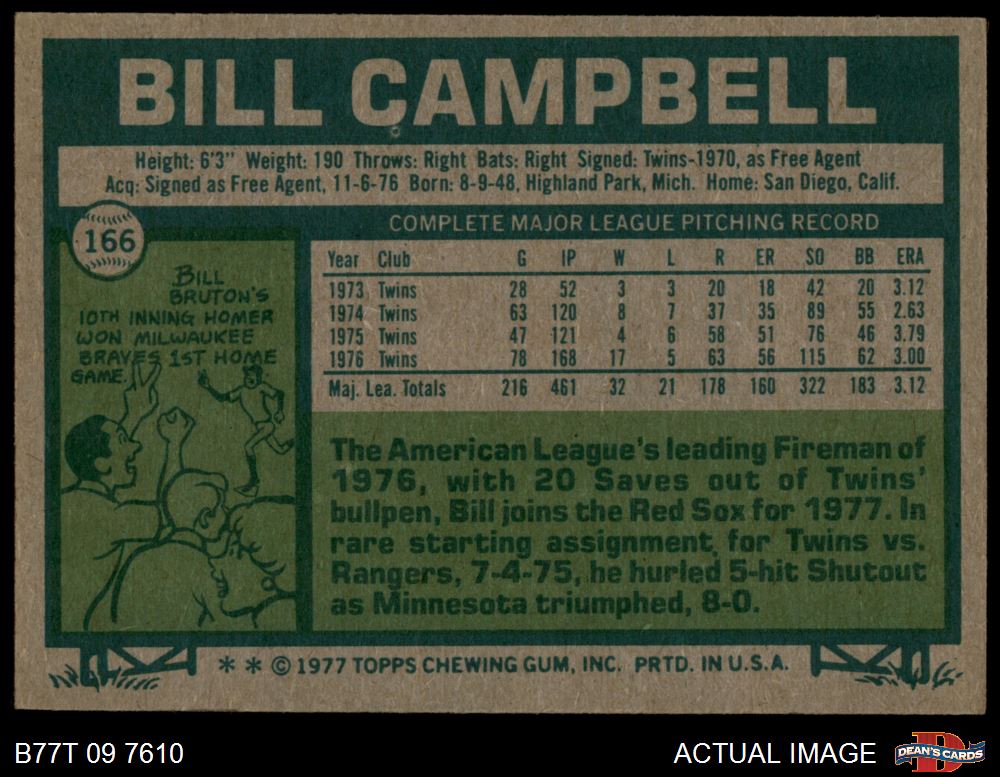 BILL CAMPBELL
Height: 6'3" Weight: 190 Throws: Right Bats: Right Signed: Twins-1970, as Free Agent
Acq: Signed as Free Agent, 11-6-76 Born: 8-9-48, Highland Park, Mich. Home: San Diego, Calif.
166
BILL
BRUTON'S
10TH INNING HOMER
WON MILWAUKEE
BRAVES 1ST HOME
GAME.
COMPLETE MAJOR LEAGUE PITCHING RECORD
Year Club G IP W L R ER SO BB ERA
1973 Twins 28 52 3 3 20 18 42 20 3.12
1974 Twins 63 120 8 7 37 35 89 55 2.63
1975 Twins 47 121 4 6 58 51 76 46 3.79
1976 Twins 78 168 17 5 63 56 115 62 3.00
Maj. Lea. Totals 216 461 32 21 178 160 322 183 3.12
The American League's leading Fireman of
1976, with 20 Saves out of Twins'
bullpen, Bill joins the Red Sox for 1977. In
rare starting assignment for Twins vs.
Rangers, 7-4-75, he hurled 5-hit Shutout
as Minnesota triumphed, 8-0.
* * © 1977 TOPPS CHEWING GUM, INC. PRTD. IN U.S.A.
B77T 09 7610
ACTUAL IMAGE
D
DEAN'S CARDS